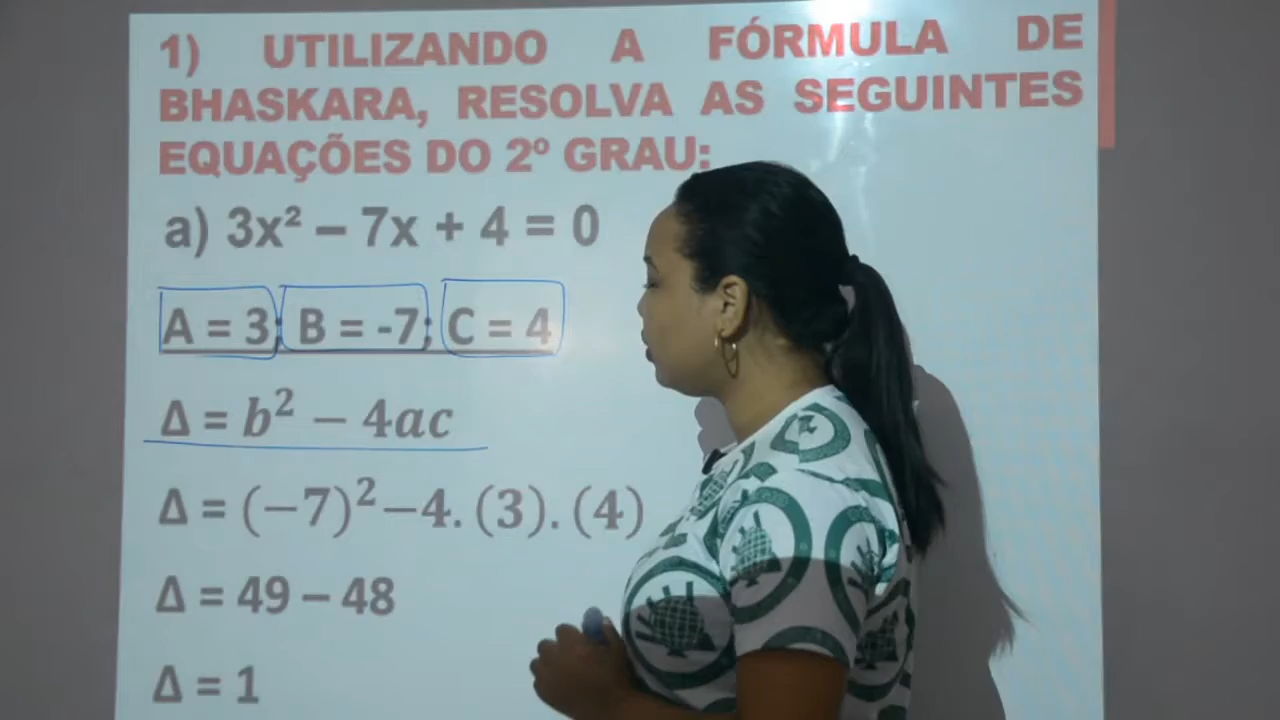 1) UTILIZANDO A FÓRMULA DE
BHASKARA, RESOLVA AS SEGUINTES
EQUAÇÕES DO 2º GRAU:
a) 3x² – 7x + 4 = 0
A = 3; B = -7; C = 4
Δ = b² − 4ac
Δ = (−7)²−4. (3). (4)
Δ = 49 – 48
Δ = 1